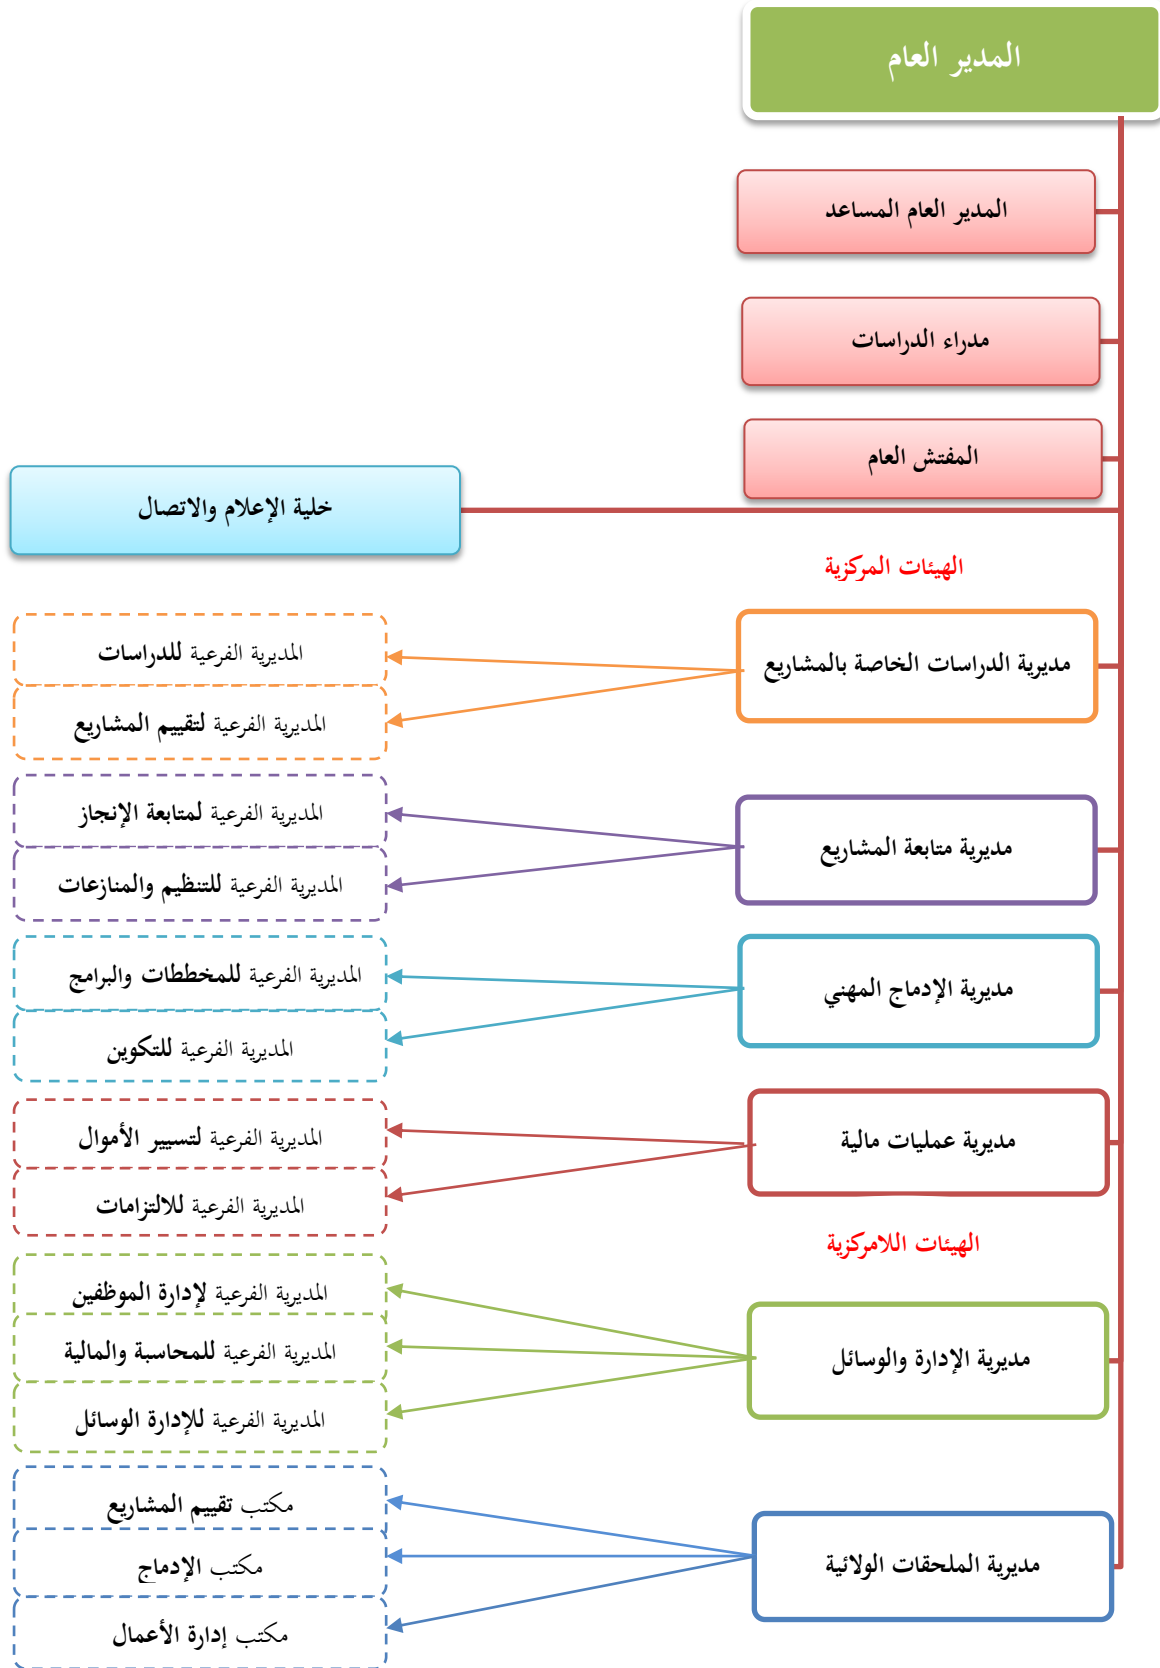 المدير العام
المدير العام المساعد
مدراء الدراسات
المفتش العام
خلية الإعلام والاتصال
الهيئات المركزية
مديرية الدراسات الخاصة بالمشاريع
المديرية الفرعية للدراسات
المديرية الفرعية لتقييم المشاريع
مديرية متابعة المشاريع
المديرية الفرعية لمتابعة الإنجاز
المديرية الفرعية للتنظيم والمنازعات
مديرية الإدماج المهني
المديرية الفرعية للمخططات والبرامج
المديرية الفرعية للتكوين
مديرية عمليات مالية
المديرية الفرعية لتسيير الأموال
المديرية الفرعية للالتزامات
الهيئات اللامركزية
مديرية الإدارة والوسائل
المديرية الفرعية لإدارة الموظفين
المديرية الفرعية للمحاسبة والمالية
المديرية الفرعية للإدارة الوسائل
مديرية الملحقات الولائية
مكتب تقييم المشاريع
مكتب الإدماج
مكتب إدارة الأعمال